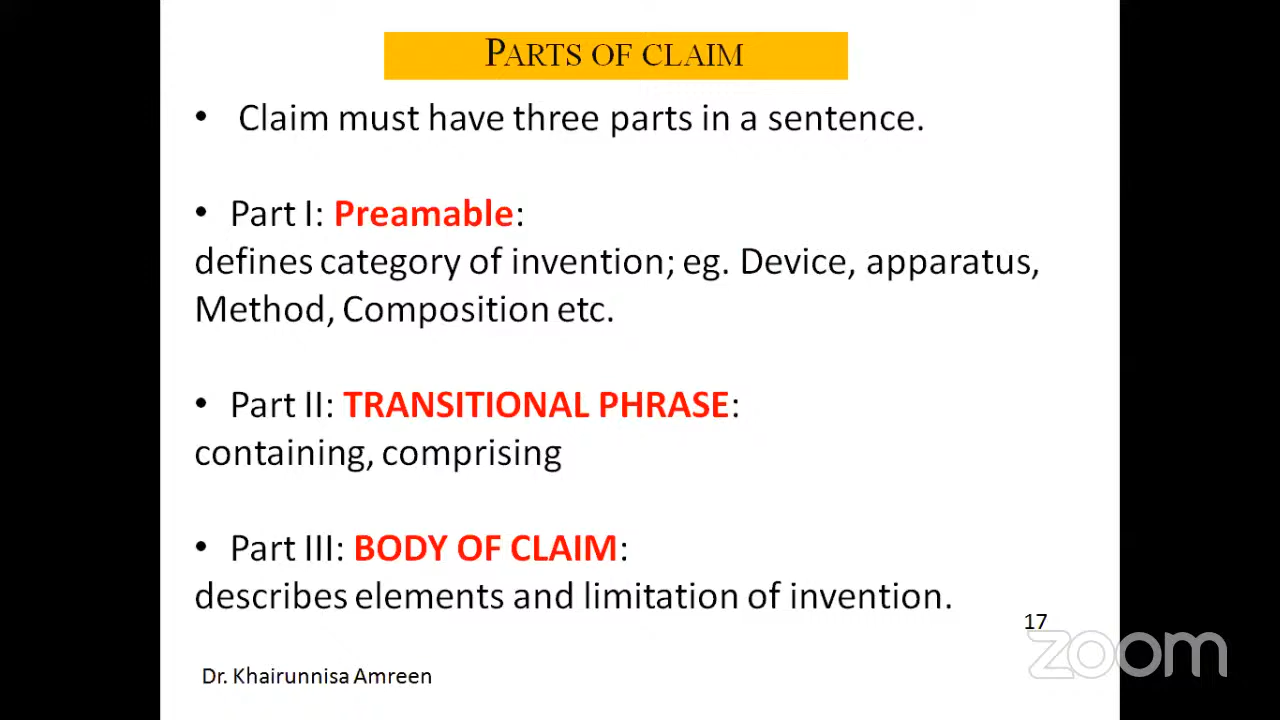 PARTS OF CLAIM
• Claim must have three parts in a sentence.
• Part I: Preamable:
defines category of invention; eg. Device, apparatus,
Method, Composition etc.
• Part II: TRANSITIONAL PHRASE:
containing, comprising
• Part III: BODY OF CLAIM:
describes elements and limitation of invention.
17
zoom
Dr. Khairunnisa Amreen